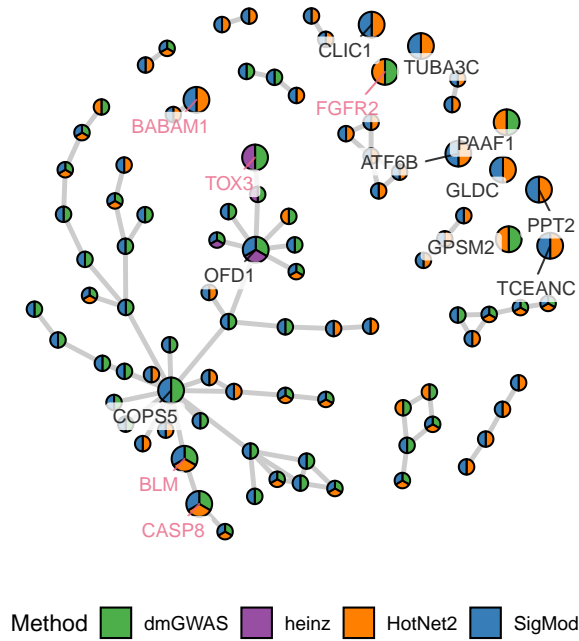 CLIC1
TUBA3C
FGFR2
BABAM1
PAAF1
ATF6B
TOX3
GLDC
PPT2
GPSM2
OFD1
TCEANC
COPS5
BLM
CASP8
Method dmGWAS heinz HotNet2 SigMod